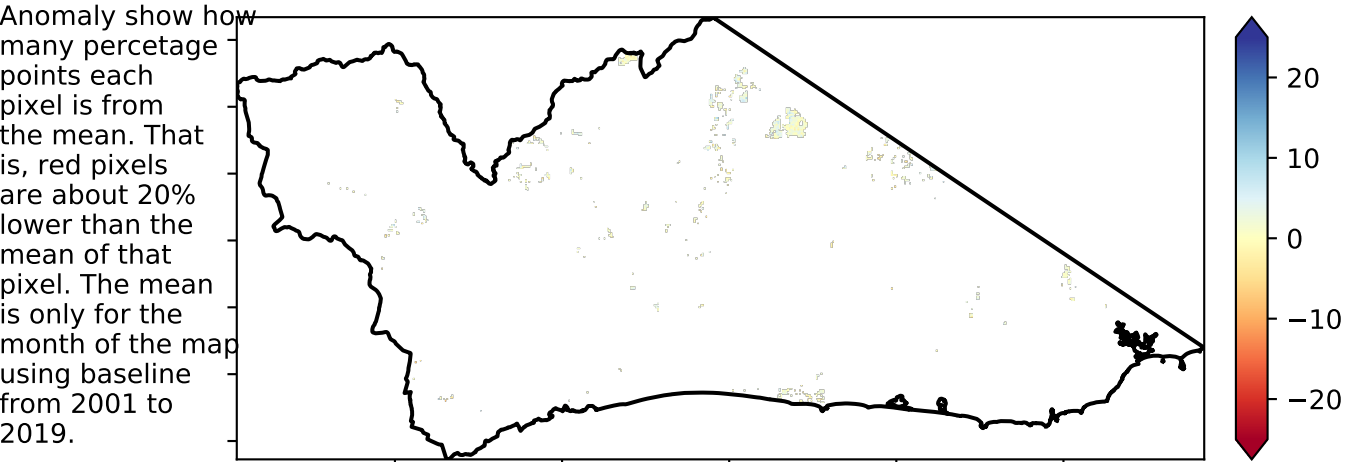 Anomaly show how
many percetage
points each
pixel is from
the mean. That
is, red pixels
are about 20%
lower than the
mean of that
pixel. The mean
is only for the
month of the map
using baseline
from 2001 to
2019.
20
10
0
−10
−20